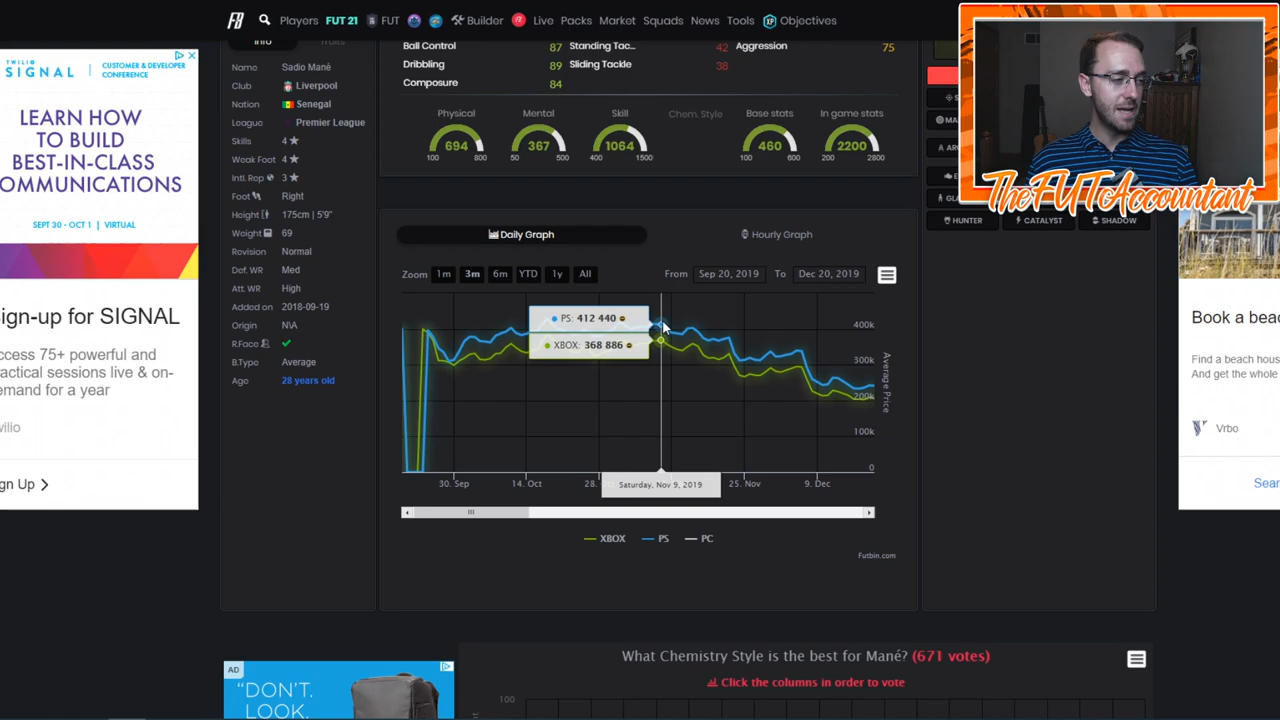 FB Players FUT 21 FUT Builder Live Packs Market Squads News Tools Objectives
TWILIO
SIGNAL
CUSTOMER & DEVELOPER
CONFERENCE
LEARN HOW
TO BUILD
BEST-IN-CLASS
OMMUNICATIONS
SEPT 30 - OCT 1 | VIRTUAL
ign-up for SIGNAL
ccess 75+ powerful and
ractical sessions live & on-
emand for a year
wilio
gn Up
Info Traits
Name Sadio Mané
Club Liverpool
Nation Senegal
League Premier League
Skills 4
Weak Foot 4
Intl.Rep 3
Foot Right
Height 175cm | 5'9"
Weight 69
Revision Normal
Def. WR Med
Att. WR High
Added on 2018-09-19
Origin N\A
R.Face
B.Type Average
Age 28 years old
Ball Control 87 Standing Tac... 42 Aggression 75
Dribbling 89 Sliding Tackle 38
Composure 84
Physical Mental Skill Chem. Style Base stats In game stats
694 367 1064 460 2200
100 800 50 500 400 1500 100 600 200 2800
Daily Graph Hourly Graph
Zoom 1m 3m 6m YTD 1y All From Sep 20, 2019 To Dec 20, 2019
PS: 412 440
XBOX: 368 886
400k
300k
200k
100k
0
Average Price
30. Sep 14. Oct 28. Saturday, Nov 9, 2019 25. Nov 9. Dec
XBOX PS PC
Futbin.com
TheFUTAccountant
HUNTER CATALYST SHADOW
Book a beac
Find a beach hous
And get the whole
Vrbo
Sear
AD
"DON'T.
LOOK.
What Chemistry Style is the best for Mané? (671 votes)
Click the columns in order to vote
100